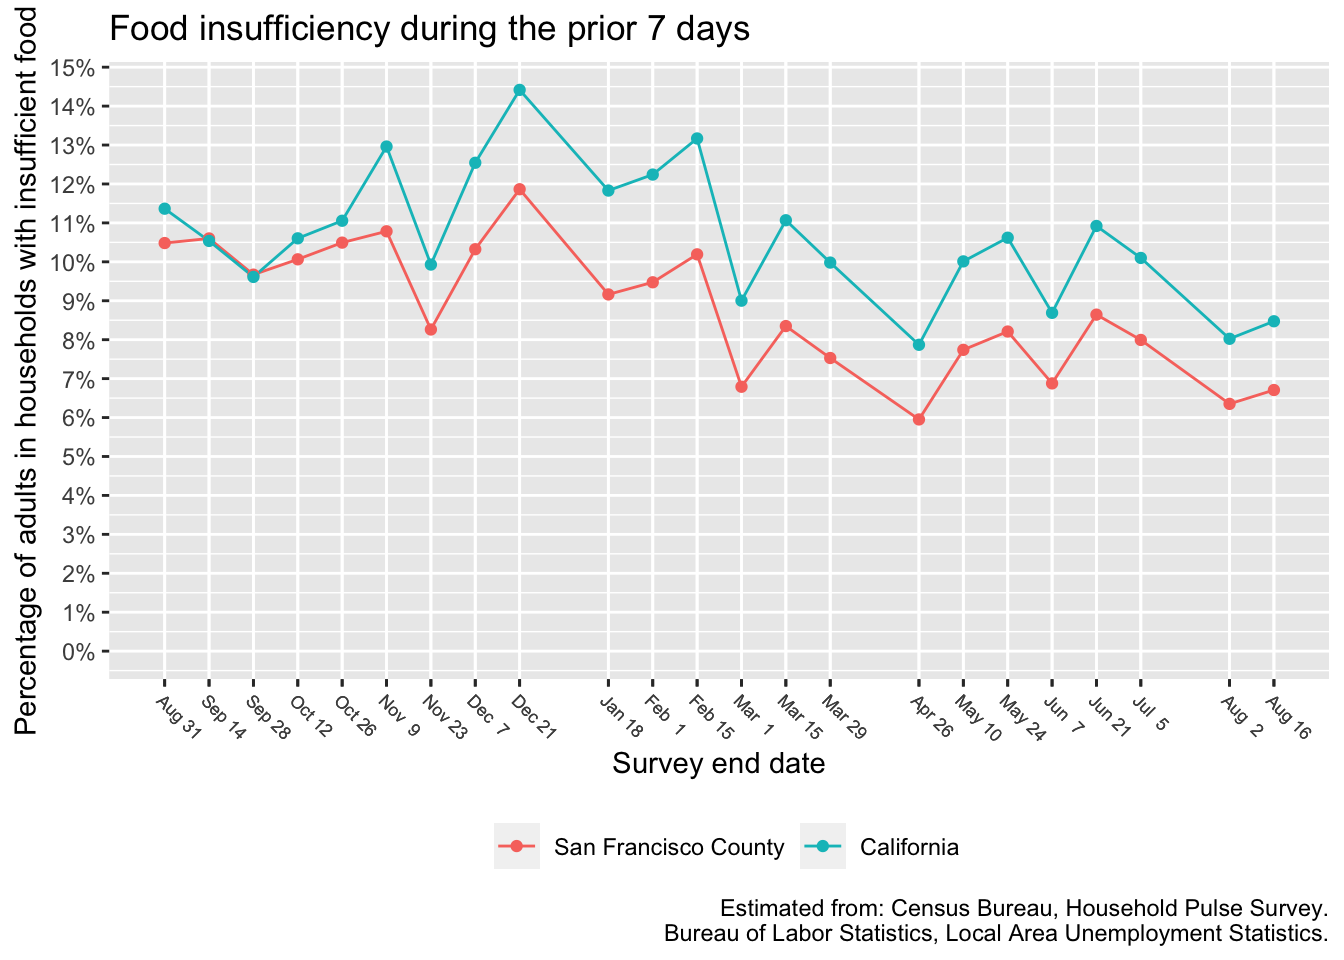 Food insufficiency during the prior 7 days
Percentage of adults in households with insufficient food
15%
14%
13%
12%
11%
10%
9%
8%
7%
6%
5%
4%
3%
2%
1%
0%
Aug 31
Sep 14
Sep 28
Oct 12
Oct 26
Nov 9
Nov 23
Dec 7
Dec 21
Jan 18
Feb 1
Feb 15
Mar 1
Mar 15
Mar 29
Apr 26
May 10
May 24
Jun 7
Jun 21
Jul 5
Aug 2
Aug 16
Survey end date
San Francisco County
California
Estimated from: Census Bureau, Household Pulse Survey.
Bureau of Labor Statistics, Local Area Unemployment Statistics.